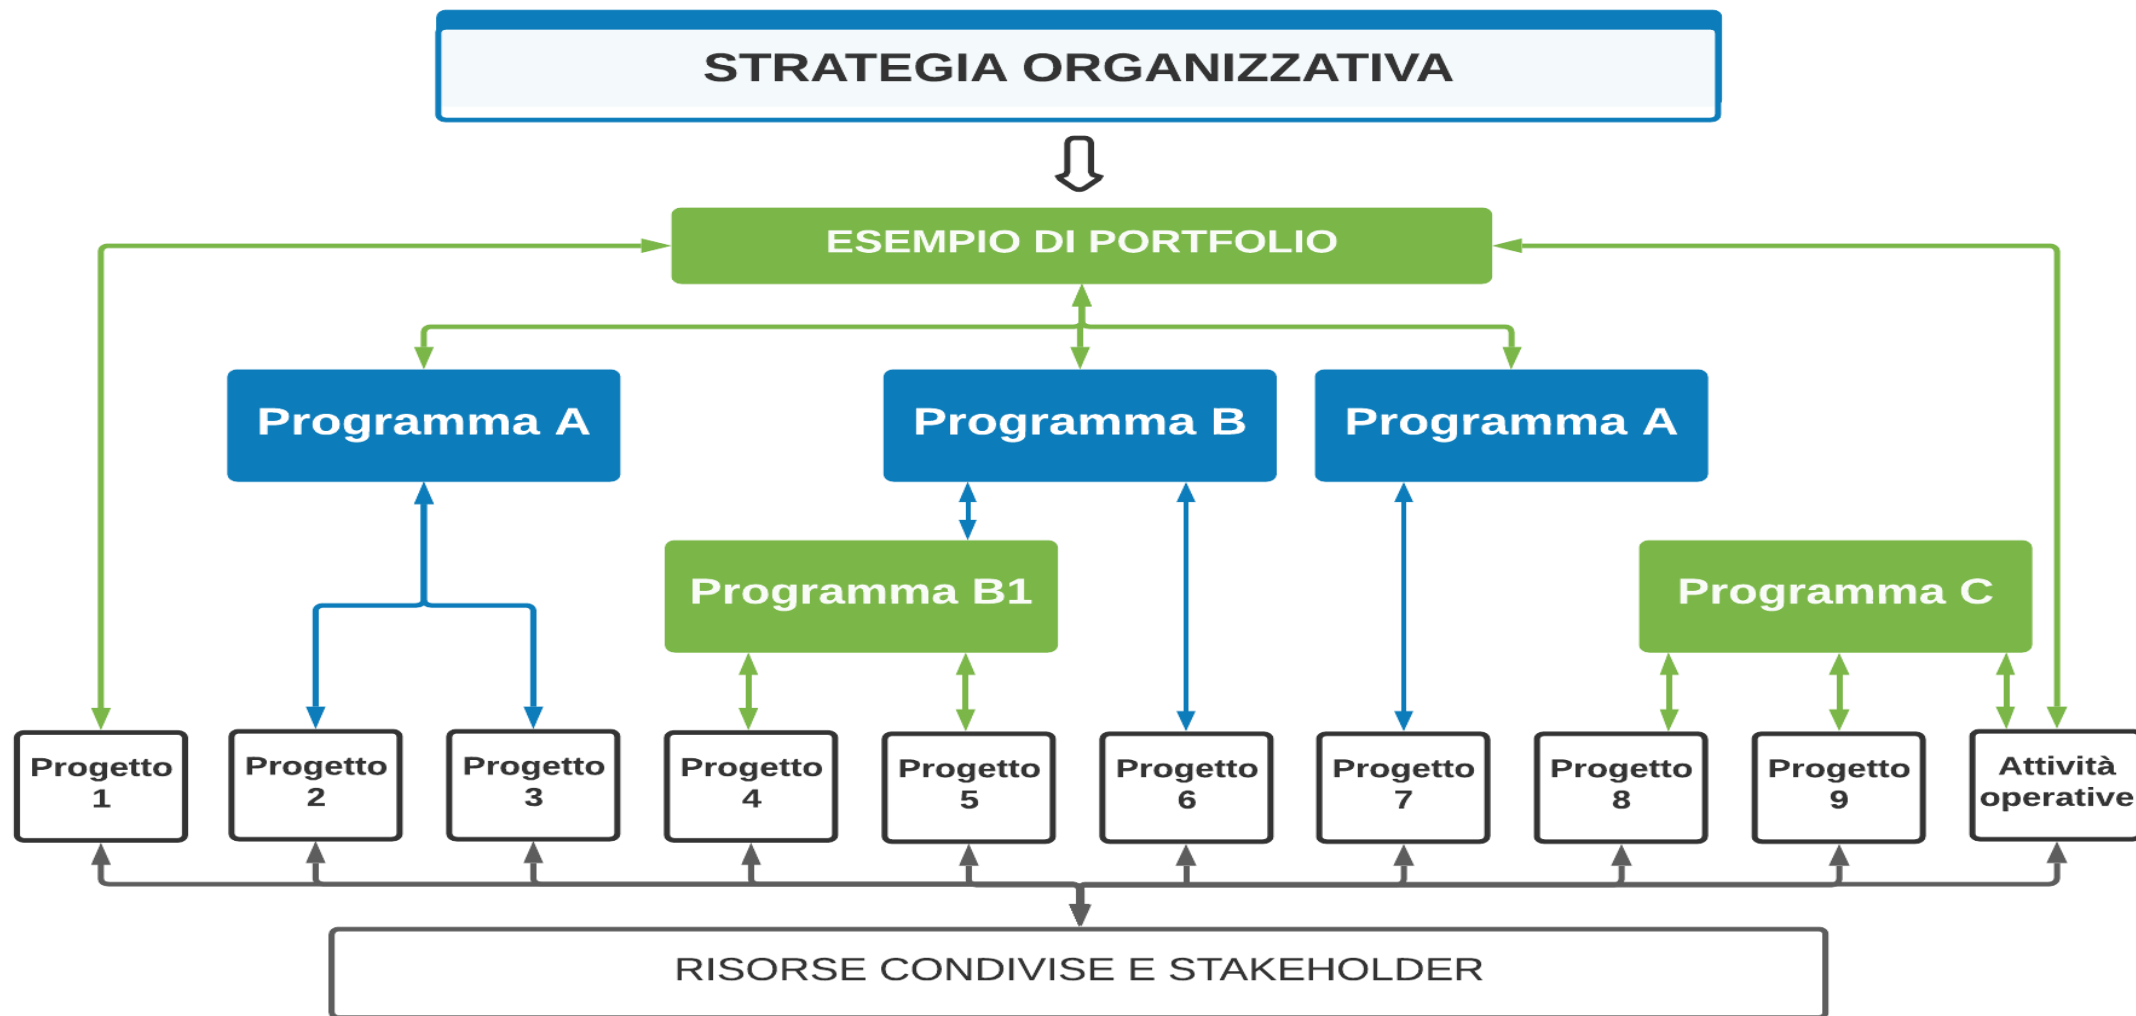 STRATEGIA ORGANIZZATIVA
ESEMPIO DI PORTFOLIO
Programma A
Programma B
Programma A
Programma B1
Programma C
Progetto
1
Progetto
2
Progetto
3
Progetto
4
Progetto
5
Progetto
6
Progetto
7
Progetto
8
Progetto
9
Attività
operative
RISORSE CONDIVISE E STAKEHOLDER